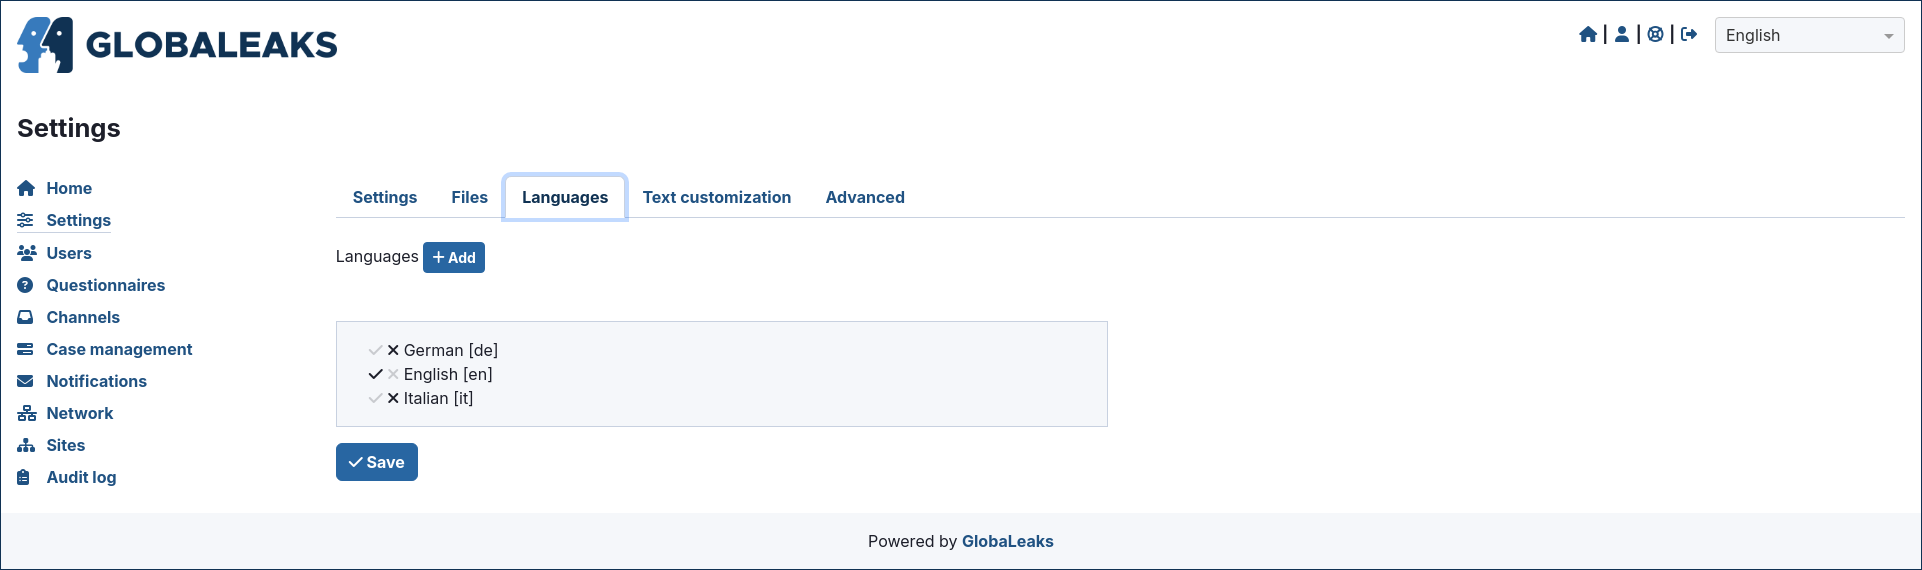 GLOBALEAKS
English
Settings
Home
Settings
Users
Questionnaires
Channels
Case management
Notifications
Network
Sites
Audit log
Settings Files Languages Text customization Advanced
Languages Add
German [de]
English [en]
Italian [it]
Save
Powered by GlobaLeaks